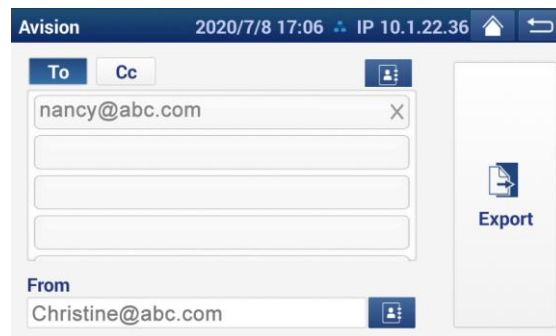 Avision 2020/7/8 17:06 IP 10.1.22.36
To Cc
nancy@abc.com X
Export
From
Christine@abc.com